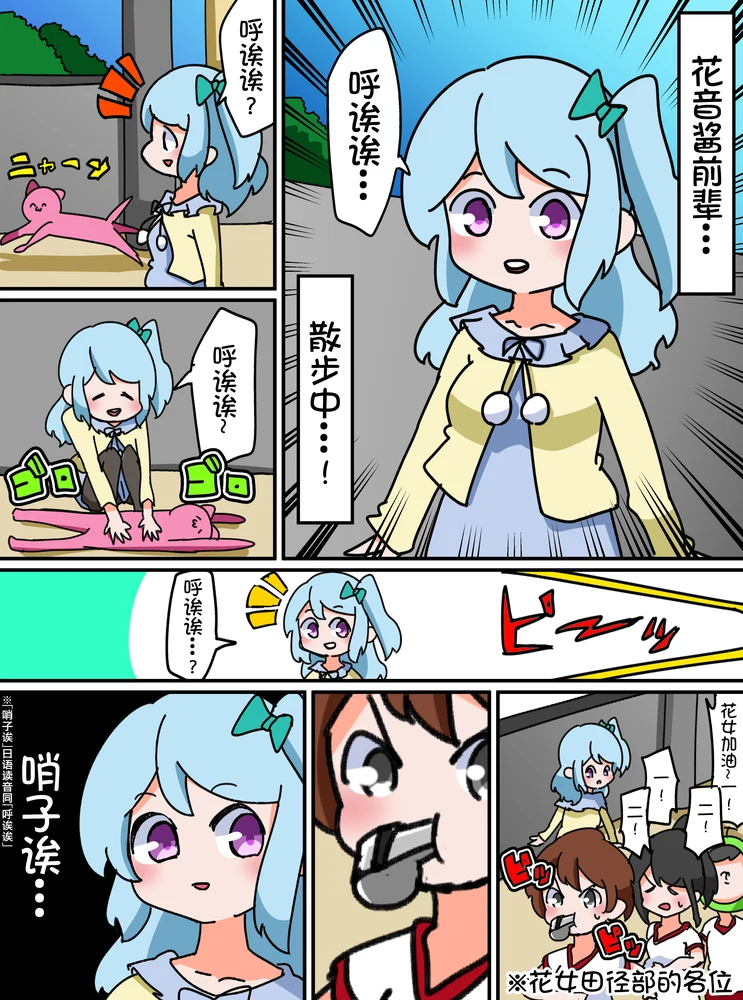 花音酱前辈…
呼诶诶…
散步中…!
呼诶诶?
ニャーン
呼诶诶~
ゴロ
ゴロ
呼诶诶…?
ピーッ
花女加油~!
一!
二!
一!
二!
ピッ
ピッ
※花女田径部的各位
哨子诶…
※「哨子诶」日语读音同「呼诶诶」